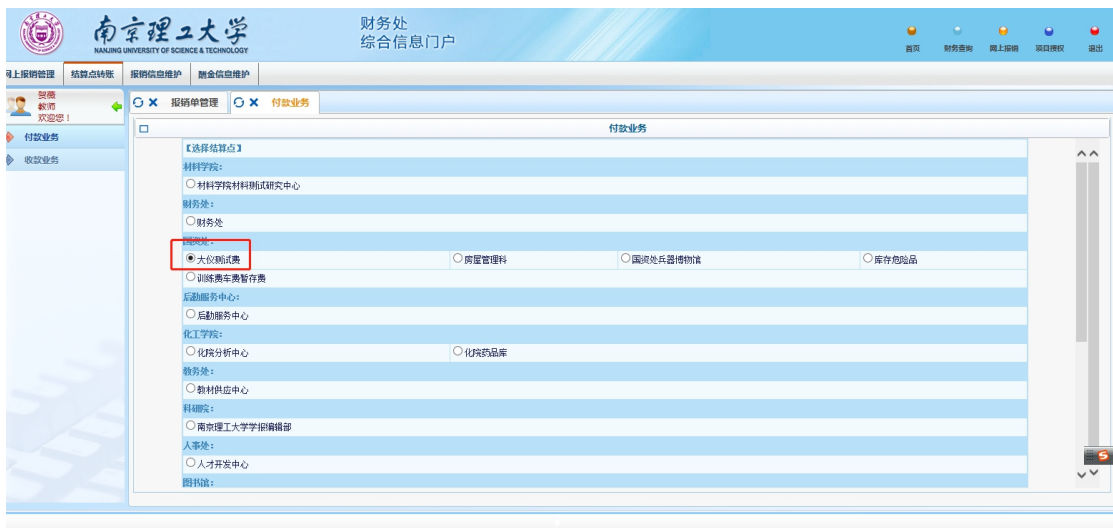 南京理工大学
NANJING UNIVERSITY OF SCIENCE & TECHNOLOGY
财务处
综合信息门户
首页 财务查询 网上报销 项目授权 退出
网上报销管理 结算点转账 报销信息维护 酬金信息维护
贺薇
教师
欢迎您！
报销单管理 付款业务
付款业务
收款业务
付款业务
【选择结算点】
材料学院：
材料学院材料测试研究中心
财务处：
财务处
国资处：
大仪测试费 房屋管理科 国资处兵器博物馆 库存危险品
训练费车费暂存费
后勤服务中心：
后勤服务中心
化工学院：
化院分析中心 化院药品库
教务处：
教材供应中心
科研院：
南京理工大学学报编辑部
人事处：
人才开发中心
图书馆：